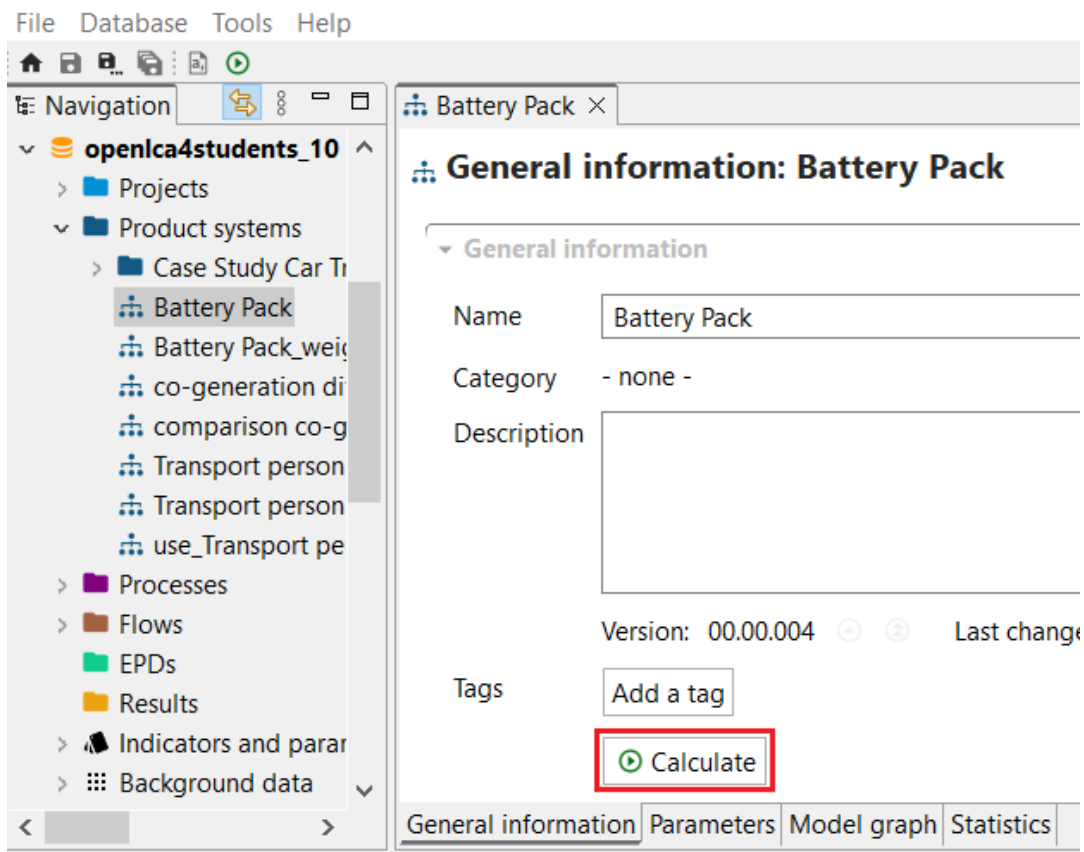 File Database Tools Help
Navigation
openlca4students_10
Projects
Product systems
Case Study Car Tr
Battery Pack
Battery Pack_weig
co-generation di
comparison co-g
Transport person
Transport person
use_Transport pe
Processes
Flows
EPDs
Results
Indicators and parar
Background data
Battery Pack
General information: Battery Pack
General information
Name Battery Pack
Category - none -
Description
Version: 00.00.004 Last change
Tags Add a tag
Calculate
General information Parameters Model graph Statistics